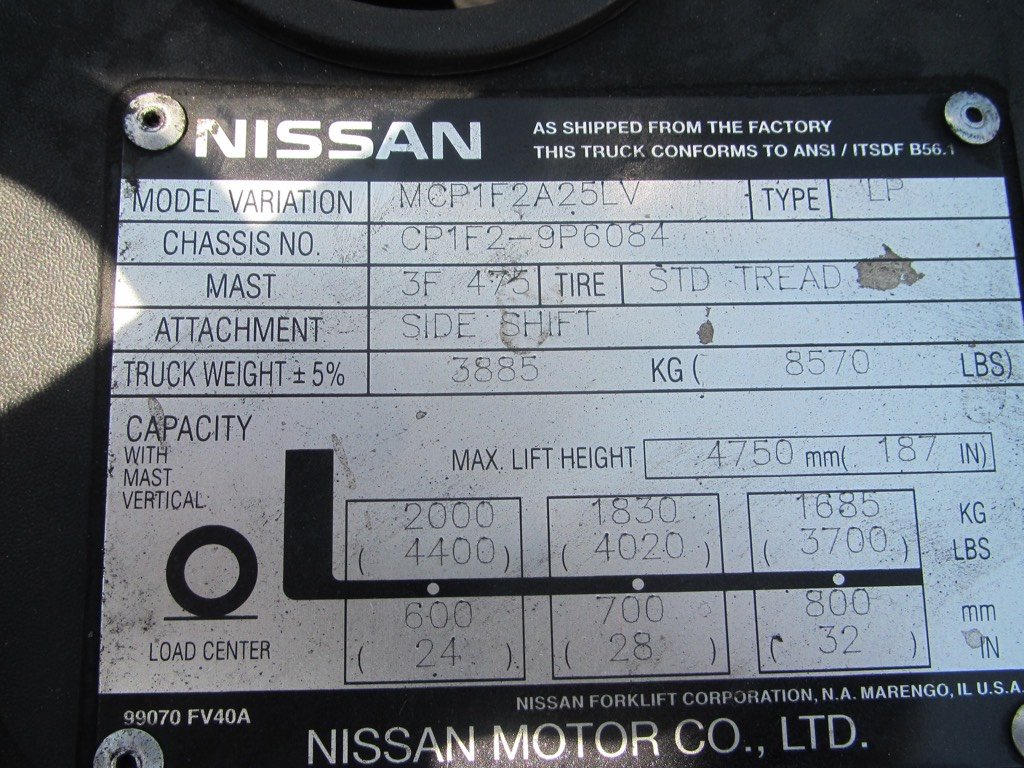 NISSAN
AS SHIPPED FROM THE FACTORY
THIS TRUCK CONFORMS TO ANSI / ITSDF B56.1
MODEL VARIATION MCP1F2A25LV TYPE LP
CHASSIS NO. CP1F2-9P6084
MAST 3F 475 TIRE STD TREAD
ATTACHMENT SIDE SHIFT
TRUCK WEIGHT ± 5% 3885 KG ( 8570 LBS)
CAPACITY
WITH
MAST
VERTICAL
MAX. LIFT HEIGHT 4750 mm( 187 IN)
2000 1830 1685 KG
( 4400 ) ( 4020 ) ( 3700 ) LBS
600 700 800 mm
( 24 ) ( 28 ) ( 32 ) IN
LOAD CENTER
NISSAN FORKLIFT CORPORATION, N.A. MARENGO, IL U.S.A.
99070 FV40A
NISSAN MOTOR CO., LTD.